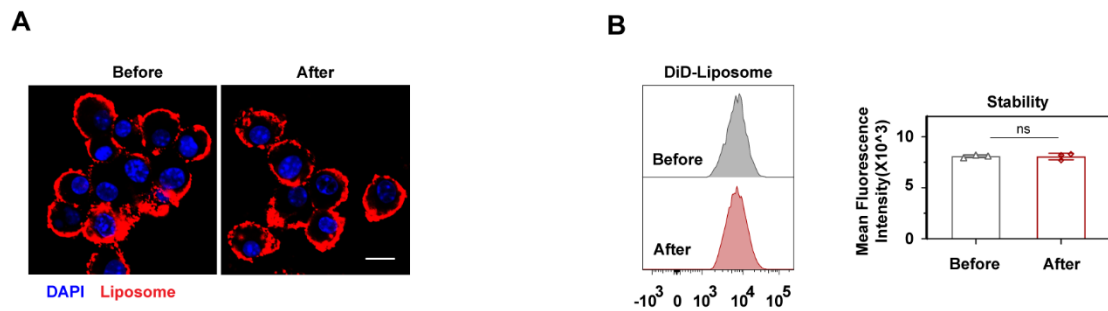 A
Before
After
DAPI Liposome
B
DiD-Liposome
Before
After
-10^3 0 10^3 10^4 10^5
Stability
ns
Mean Fluorescence
Intensity(X10^3)
10
5
0
Before
After